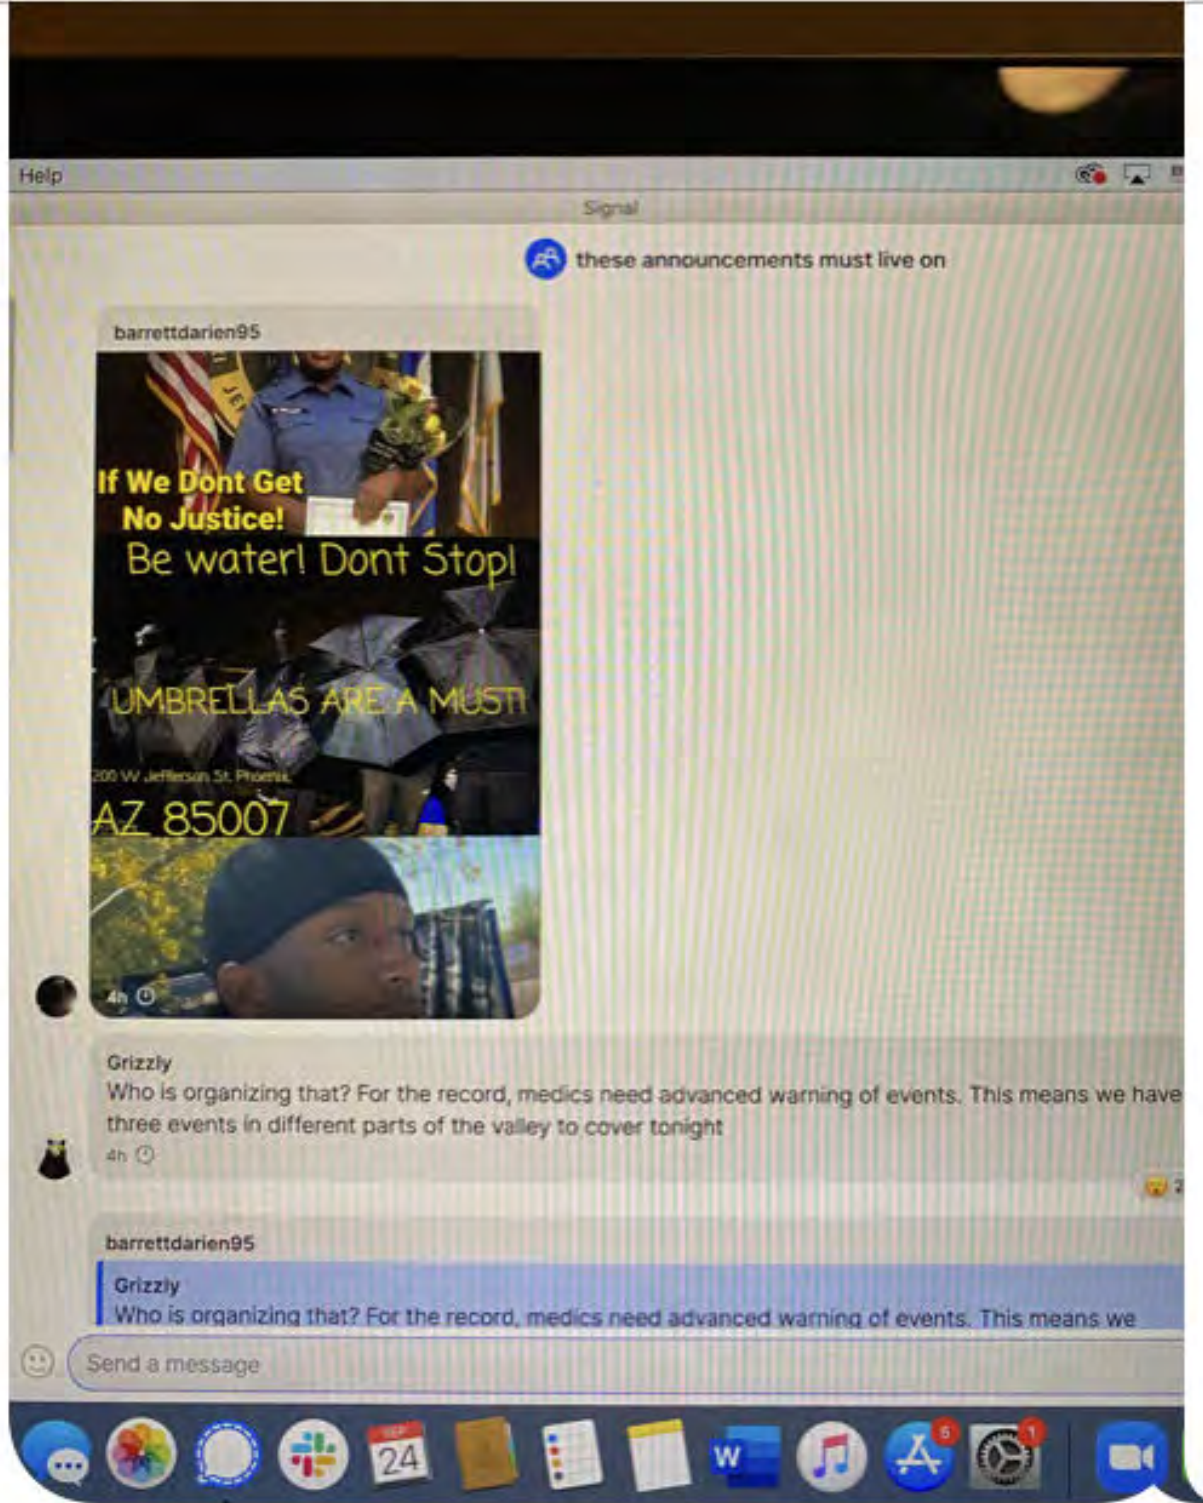 Help
Signal
these announcements must live on
barrettdarien95
JE
If We Dont Get
No Justice!
Be water! Dont Stop!
UMBRELLAS ARE A MUST!
200 W Jefferson St, Phoenix,
AZ 85007
4h
Grizzly
Who is organizing that? For the record, medics need advanced warning of events. This means we have
three events in different parts of the valley to cover tonight
4h
2
barrettdarien95
Grizzly
Who is organizing that? For the record, medics need advanced warning of events. This means we
Send a message
SEP
24
W
5
1